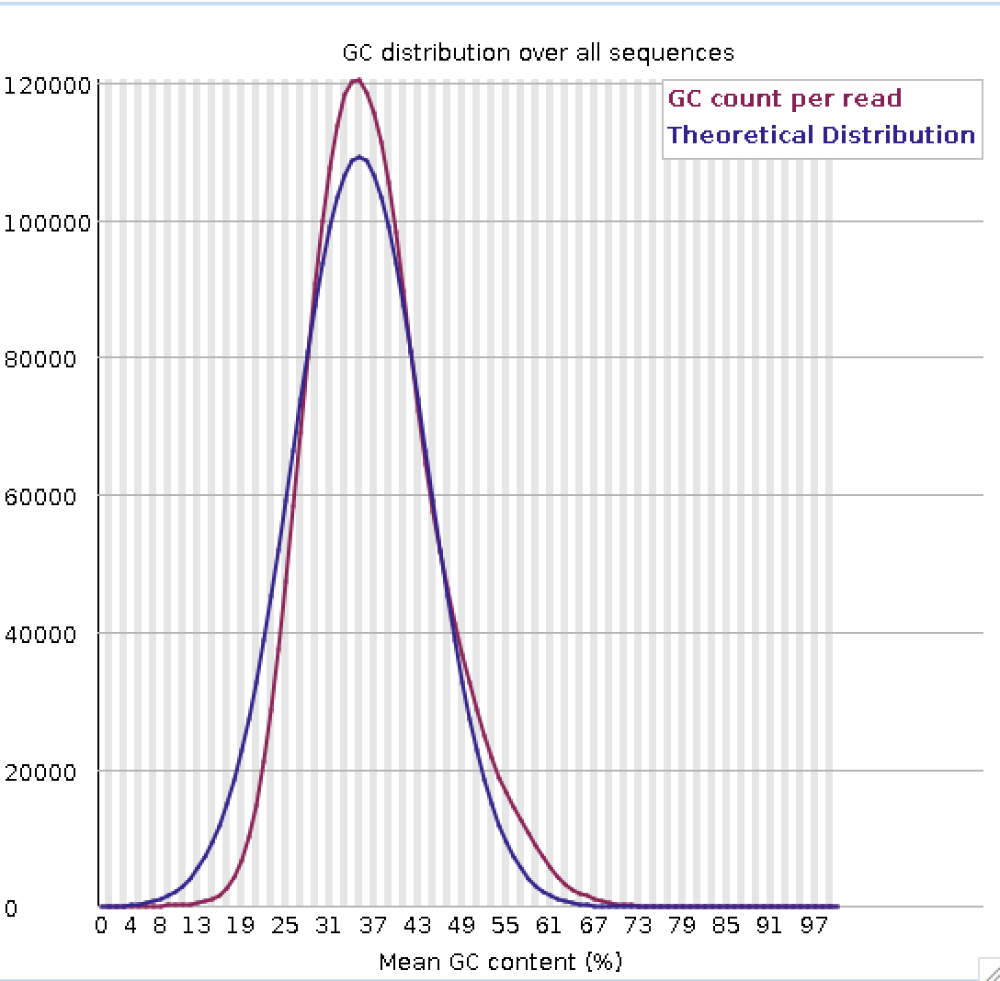 GC distribution over all sequences
GC count per read
Theoretical Distribution
120000
100000
80000
60000
40000
20000
0
0 4 8 13 19 25 31 37 43 49 55 61 67 73 79 85 91 97
Mean GC content (%)